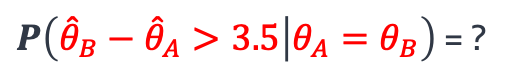 P(θ̂_B − θ̂_A > 3.5|θ_A = θ_B) = ?